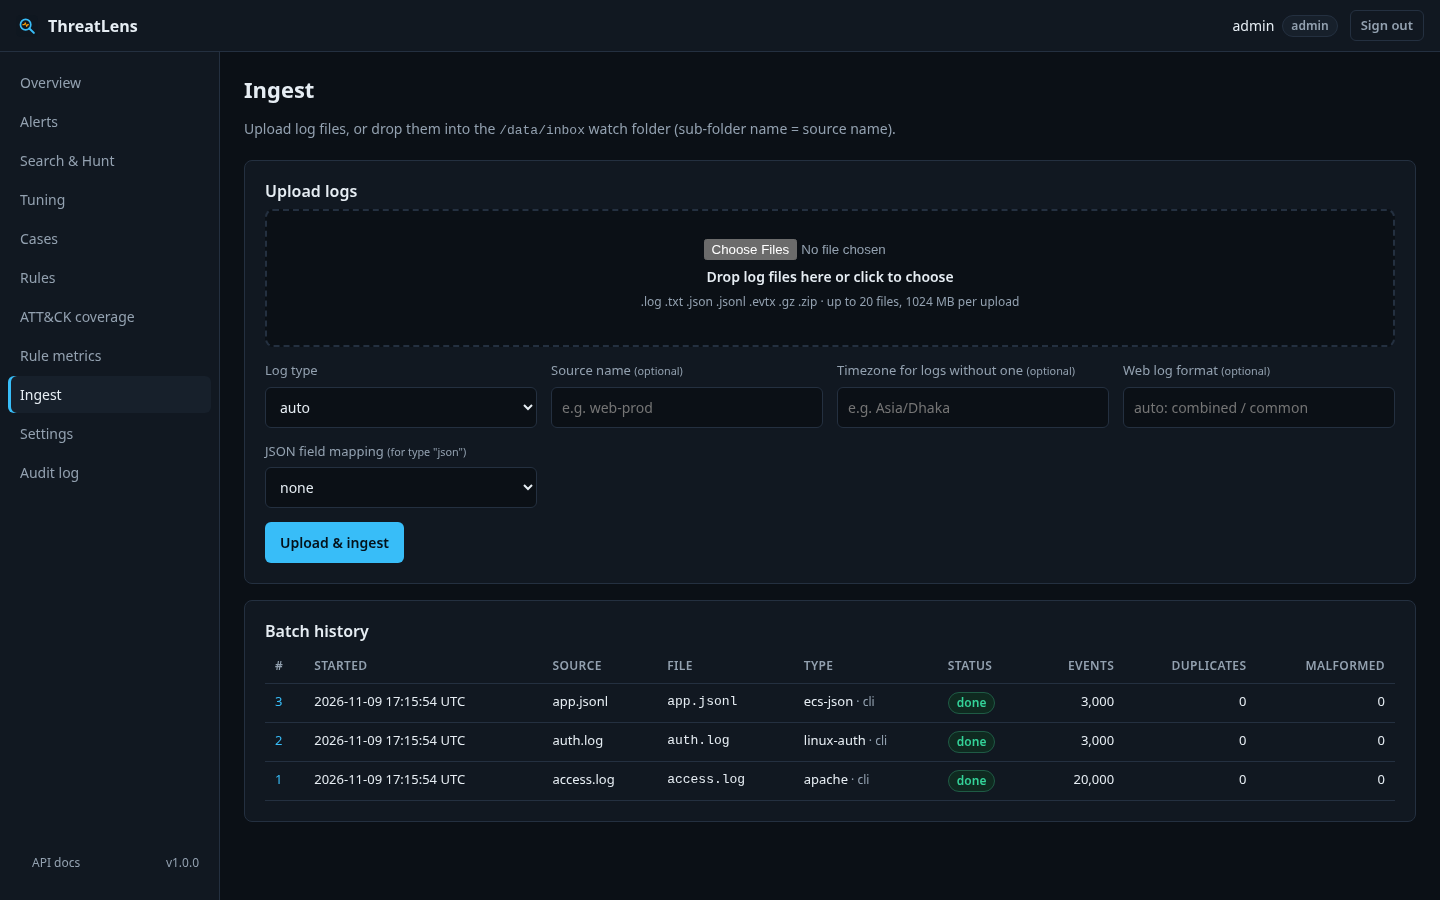 ThreatLens
admin admin Sign out
Overview
Alerts
Search & Hunt
Tuning
Cases
Rules
ATT&CK coverage
Rule metrics
Ingest
Settings
Audit log
API docs v1.0.0
Ingest
Upload log files, or drop them into the /data/inbox watch folder (sub-folder name = source name).
Upload logs
Choose Files No file chosen
Drop log files here or click to choose
.log .txt .json .jsonl .evtx .gz .zip · up to 20 files, 1024 MB per upload
Log type Source name (optional) Timezone for logs without one (optional) Web log format (optional)
auto e.g. web-prod e.g. Asia/Dhaka auto: combined / common
JSON field mapping (for type "json")
none
Upload & ingest
Batch history
# STARTED SOURCE FILE TYPE STATUS EVENTS DUPLICATES MALFORMED
3 2026-11-09 17:15:54 UTC app.jsonl app.jsonl ecs-json · cli done 3,000 0 0
2 2026-11-09 17:15:54 UTC auth.log auth.log linux-auth · cli done 3,000 0 0
1 2026-11-09 17:15:54 UTC access.log access.log apache · cli done 20,000 0 0